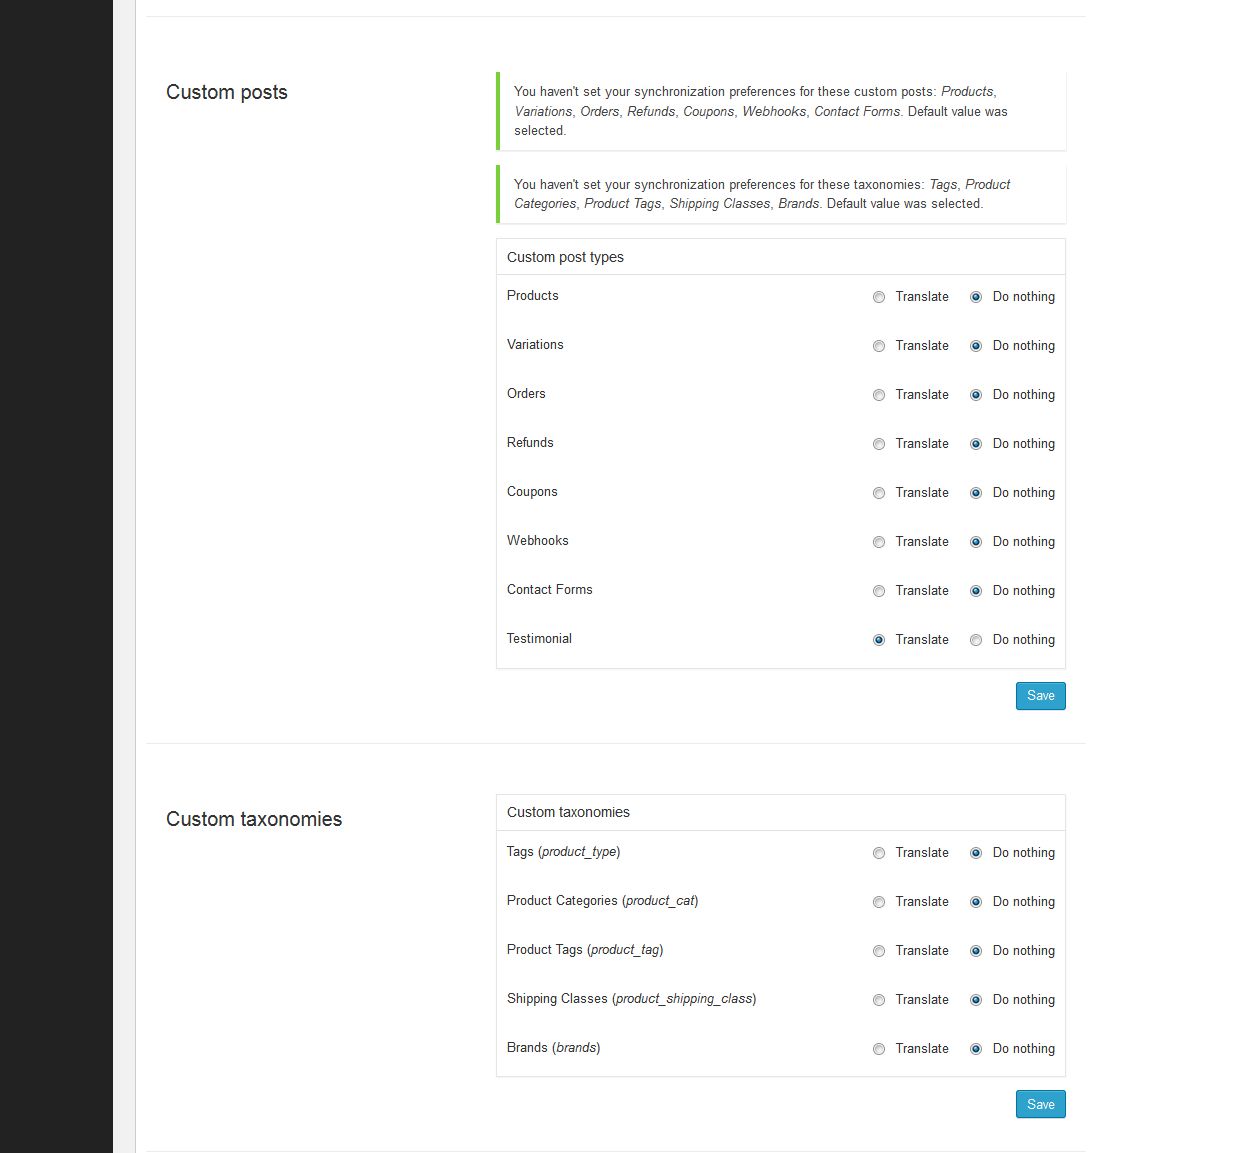 Custom posts
You haven't set your synchronization preferences for these custom posts: Products,
Variations, Orders, Refunds, Coupons, Webhooks, Contact Forms. Default value was
selected.
You haven't set your synchronization preferences for these taxonomies: Tags, Product
Categories, Product Tags, Shipping Classes, Brands. Default value was selected.
Custom post types
Products Translate Do nothing
Variations Translate Do nothing
Orders Translate Do nothing
Refunds Translate Do nothing
Coupons Translate Do nothing
Webhooks Translate Do nothing
Contact Forms Translate Do nothing
Testimonial Translate Do nothing
Save
Custom taxonomies
Custom taxonomies
Tags (product_type) Translate Do nothing
Product Categories (product_cat) Translate Do nothing
Product Tags (product_tag) Translate Do nothing
Shipping Classes (product_shipping_class) Translate Do nothing
Brands (brands) Translate Do nothing
Save